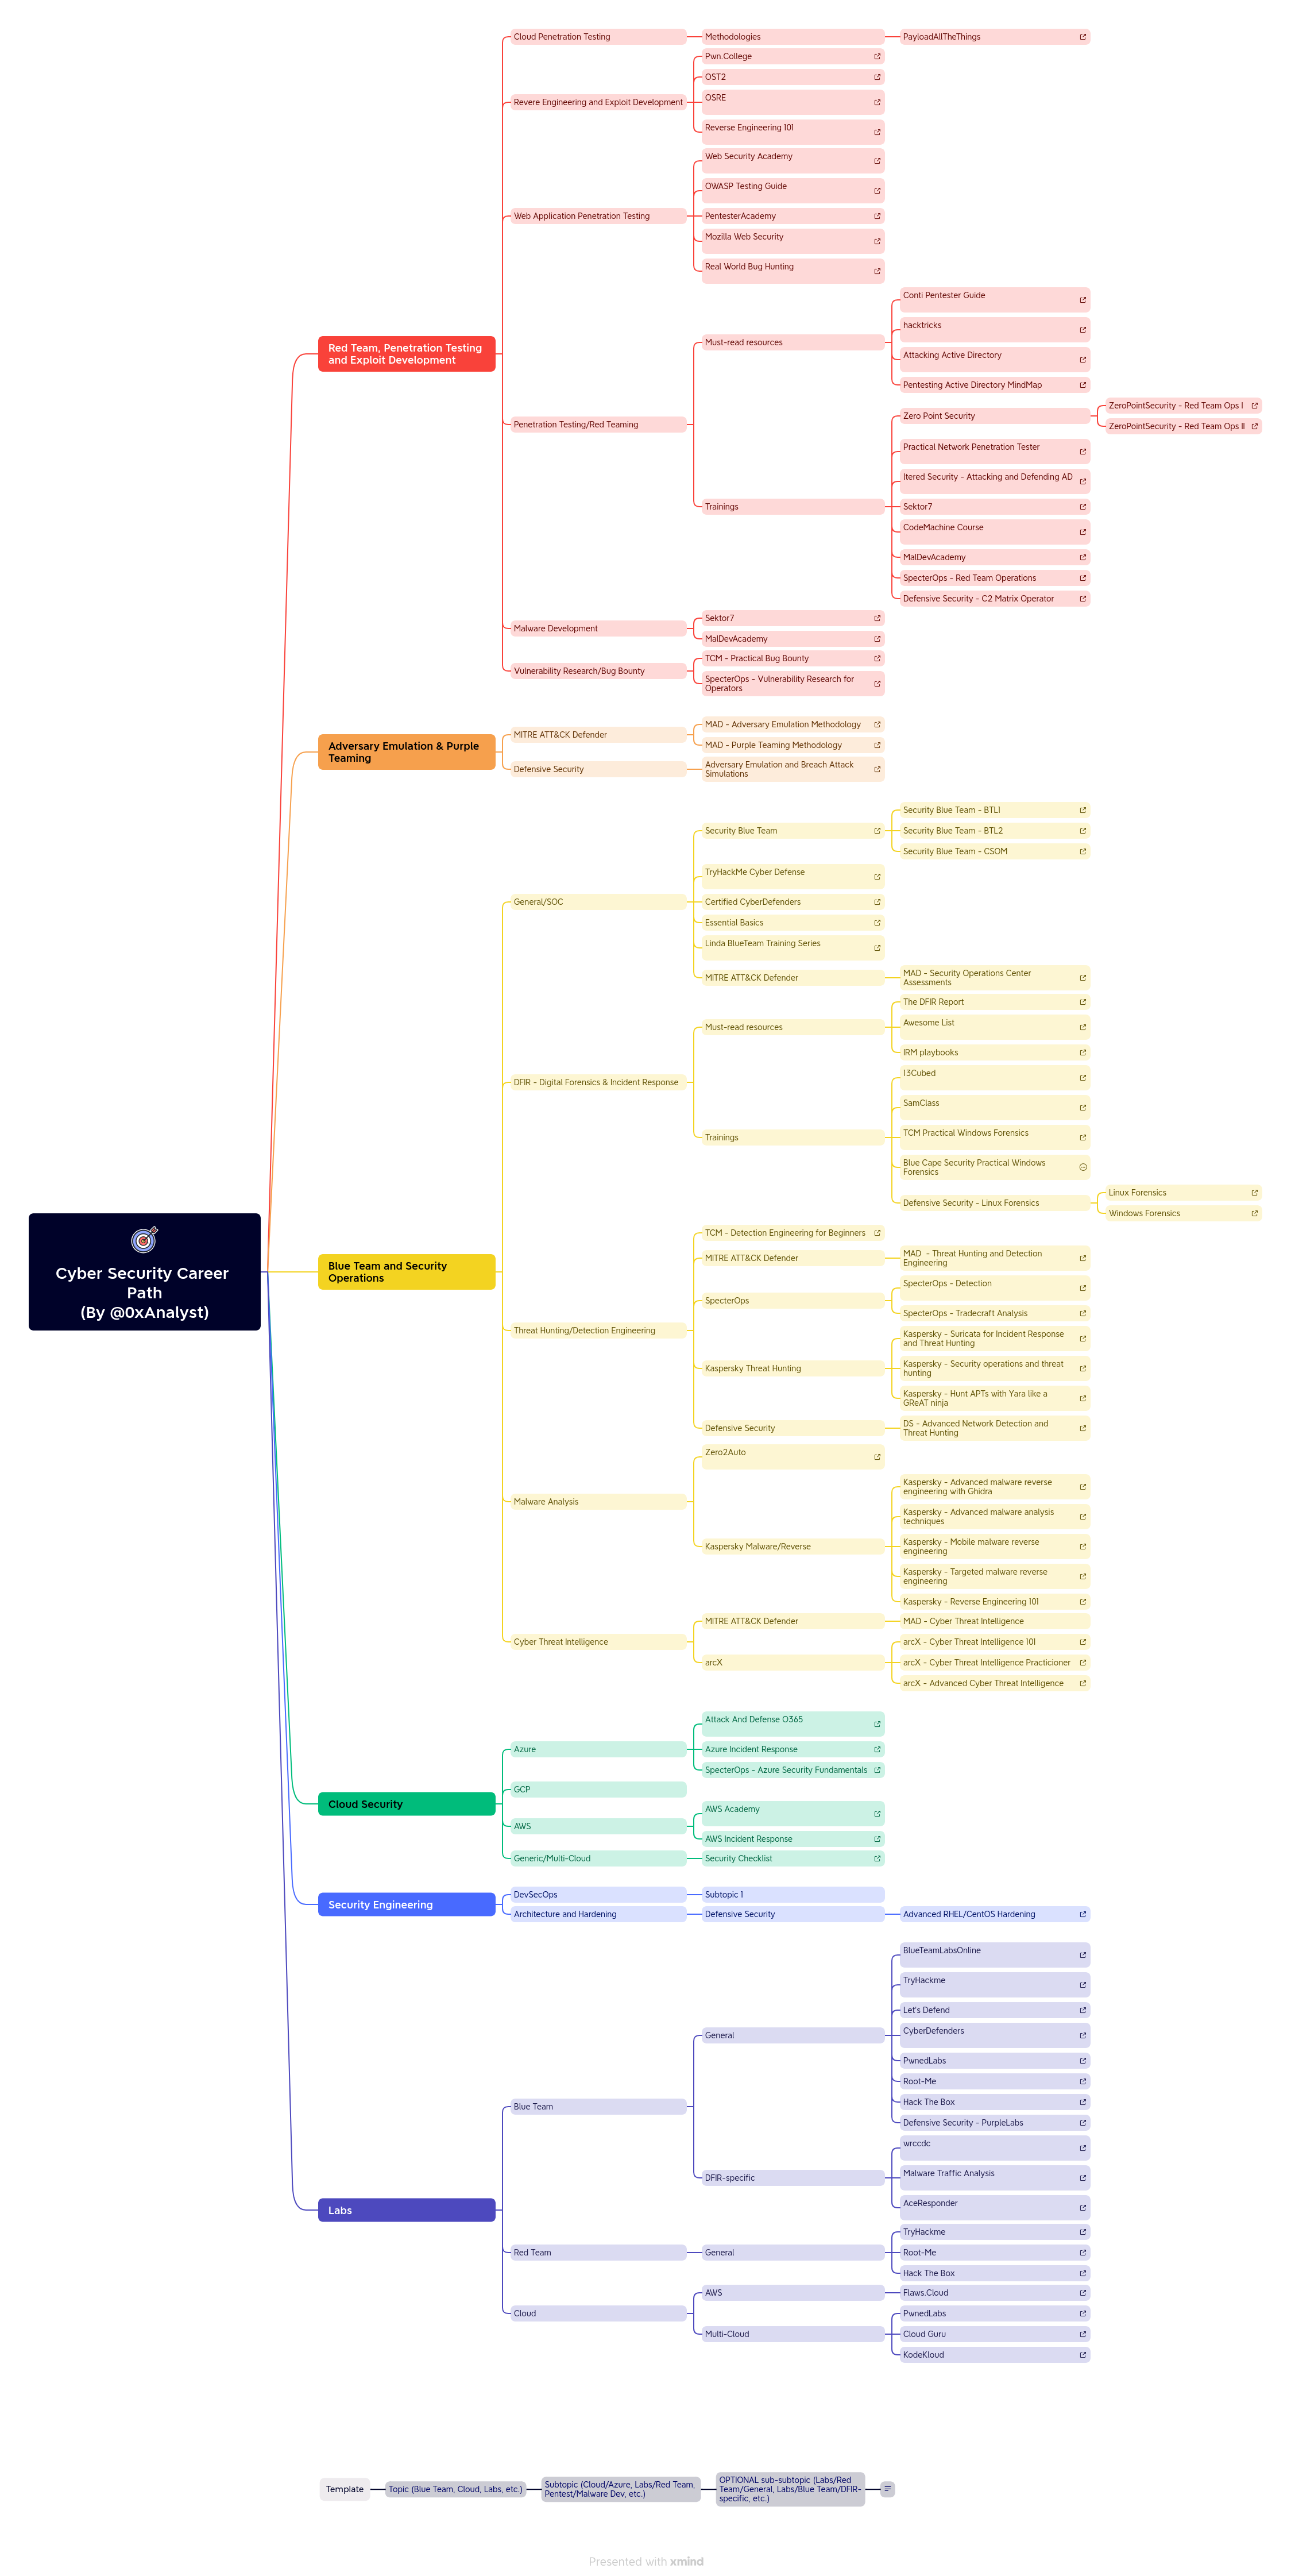 Cyber Security Career
Path
(By @0xAnalyst)
Red Team, Penetration Testing
and Exploit Development
Cloud Penetration Testing
Methodologies
PayloadAllTheThings
Revere Engineering and Exploit Development
Pwn.College
OST2
OSRE
Reverse Engineering 101
Web Application Penetration Testing
Web Security Academy
OWASP Testing Guide
PentesterAcademy
Mozilla Web Security
Real World Bug Hunting
Penetration Testing/Red Teaming
Must-read resources
Conti Pentester Guide
hacktricks
Attacking Active Directory
Pentesting Active Directory MindMap
Trainings
Zero Point Security
ZeroPointSecurity - Red Team Ops I
ZeroPointSecurity - Red Team Ops II
Practical Network Penetration Tester
Itered Security - Attacking and Defending AD
Sektor7
CodeMachine Course
MalDevAcademy
SpecterOps - Red Team Operations
Defensive Security - C2 Matrix Operator
Malware Development
Sektor7
MalDevAcademy
Vulnerability Research/Bug Bounty
TCM - Practical Bug Bounty
SpecterOps - Vulnerability Research for
Operators
Adversary Emulation & Purple
Teaming
MITRE ATT&CK Defender
MAD - Adversary Emulation Methodology
MAD - Purple Teaming Methodology
Defensive Security
Adversary Emulation and Breach Attack
Simulations
Blue Team and Security
Operations
General/SOC
Security Blue Team
Security Blue Team - BTL1
Security Blue Team - BTL2
Security Blue Team - CSOM
TryHackMe Cyber Defense
Certified CyberDefenders
Essential Basics
Linda BlueTeam Training Series
MITRE ATT&CK Defender
MAD - Security Operations Center
Assessments
DFIR - Digital Forensics & Incident Response
Must-read resources
The DFIR Report
Awesome List
IRM playbooks
Trainings
13Cubed
SamClass
TCM Practical Windows Forensics
Blue Cape Security Practical Windows
Forensics
Defensive Security - Linux Forensics
Linux Forensics
Windows Forensics
Threat Hunting/Detection Engineering
TCM - Detection Engineering for Beginners
MITRE ATT&CK Defender
MAD - Threat Hunting and Detection
Engineering
SpecterOps
SpecterOps - Detection
SpecterOps - Tradecraft Analysis
Kaspersky Threat Hunting
Kaspersky - Suricata for Incident Response
and Threat Hunting
Kaspersky - Security operations and threat
hunting
Kaspersky - Hunt APTs with Yara like a
GReAT ninja
Defensive Security
DS - Advanced Network Detection and
Threat Hunting
Malware Analysis
Zero2Auto
Kaspersky Malware/Reverse
Kaspersky - Advanced malware reverse
engineering with Ghidra
Kaspersky - Advanced malware analysis
techniques
Kaspersky - Mobile malware reverse
engineering
Kaspersky - Targeted malware reverse
engineering
Kaspersky - Reverse Engineering 101
Cyber Threat Intelligence
MITRE ATT&CK Defender
MAD - Cyber Threat Intelligence
arcX
arcX - Cyber Threat Intelligence 101
arcX - Cyber Threat Intelligence Practicioner
arcX - Advanced Cyber Threat Intelligence
Cloud Security
Azure
Attack And Defense O365
Azure Incident Response
SpecterOps - Azure Security Fundamentals
GCP
AWS
AWS Academy
AWS Incident Response
Generic/Multi-Cloud
Security Checklist
Security Engineering
DevSecOps
Subtopic 1
Architecture and Hardening
Defensive Security
Advanced RHEL/CentOS Hardening
Labs
Blue Team
General
BlueTeamLabsOnline
TryHackme
Let's Defend
CyberDefenders
PwnedLabs
Root-Me
Hack The Box
Defensive Security - PurpleLabs
DFIR-specific
wrccdc
Malware Traffic Analysis
AceResponder
Red Team
General
TryHackme
Root-Me
Hack The Box
Cloud
AWS
Flaws.Cloud
Multi-Cloud
PwnedLabs
Cloud Guru
KodeKloud
Template
Topic (Blue Team, Cloud, Labs, etc.)
Subtopic (Cloud/Azure, Labs/Red Team,
Pentest/Malware Dev, etc.)
OPTIONAL sub-subtopic (Labs/Red
Team/General, Labs/Blue Team/DFIR-
specific, etc.)
Presented with xmind